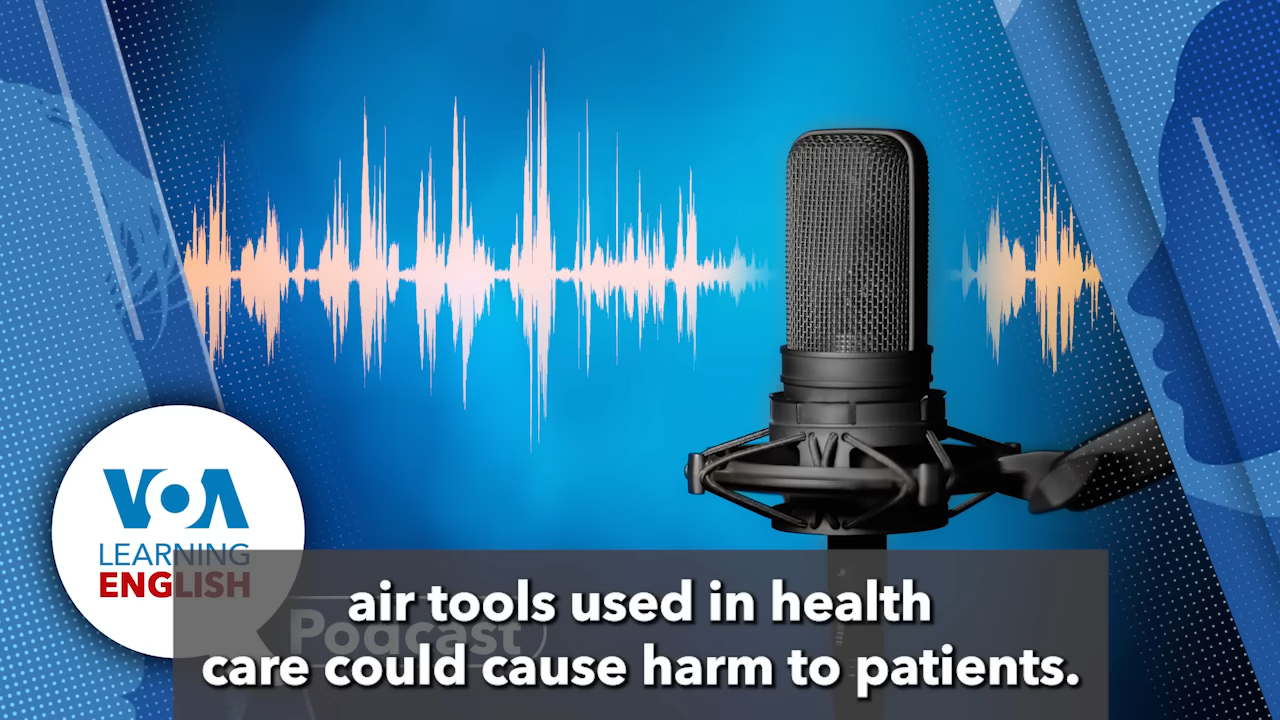 VOA
LEARNING
ENGLISH
Podcast
air tools used in health
care could cause harm to patients.